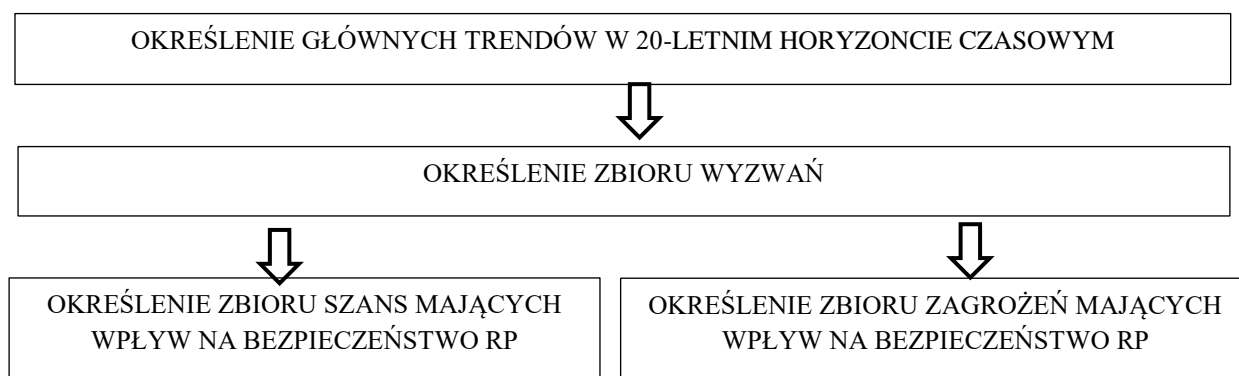 OKREŚLENIE GŁÓWNYCH TRENDÓW W 20-LETNIM HORYZONCIE CZASOWYM
OKREŚLENIE ZBIORU WYZWAŃ
OKREŚLENIE ZBIORU SZANS MAJĄCYCH
WPŁYW NA BEZPIECZEŃSTWO RP
OKREŚLENIE ZBIORU ZAGROŻEŃ MAJĄCYCH
WPŁYW NA BEZPIECZEŃSTWO RP